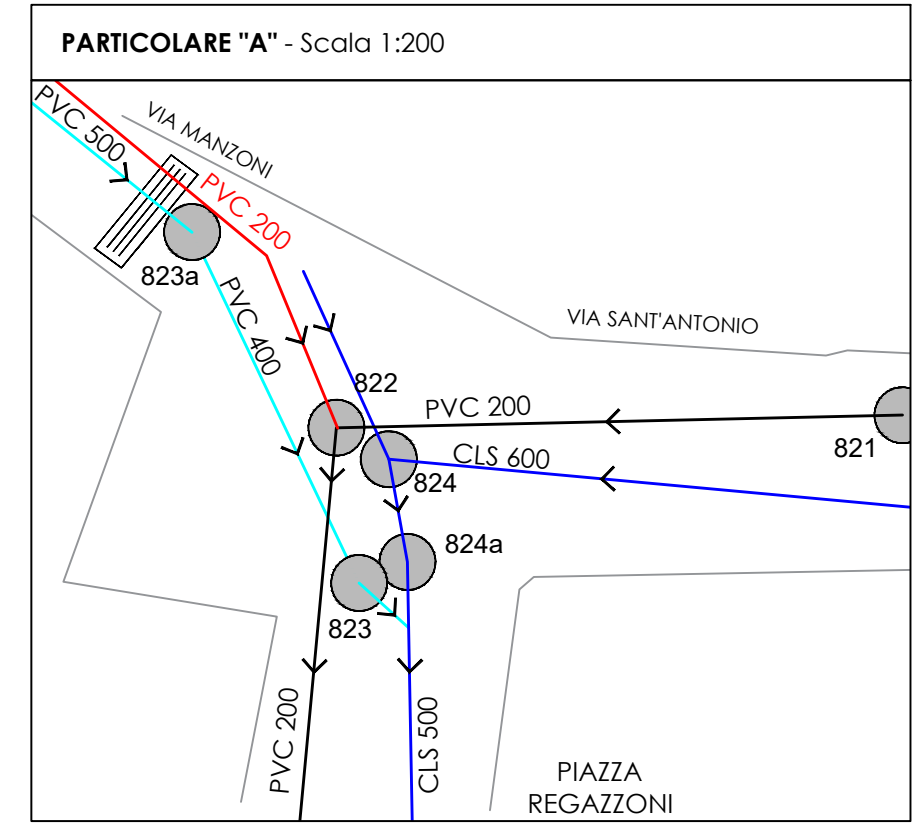 PARTICOLARE "A" - Scala 1:200
PVC 500
VIA MANZONI
PVC 200
823a
PVC 400
VIA SANT'ANTONIO
822
PVC 200
821
CLS 600
824
824a
823
PVC 200
CLS 500
PIAZZA
REGAZZONI